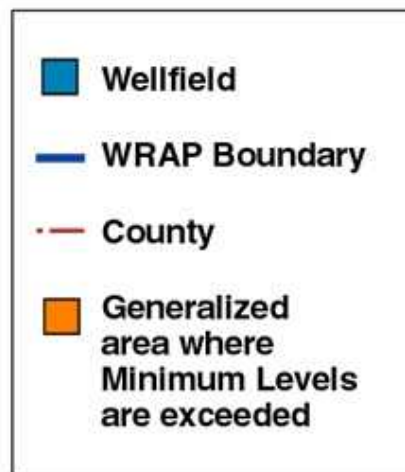 Wellfield
WRAP Boundary
County
Generalized
area where
Minimum Levels
are exceeded